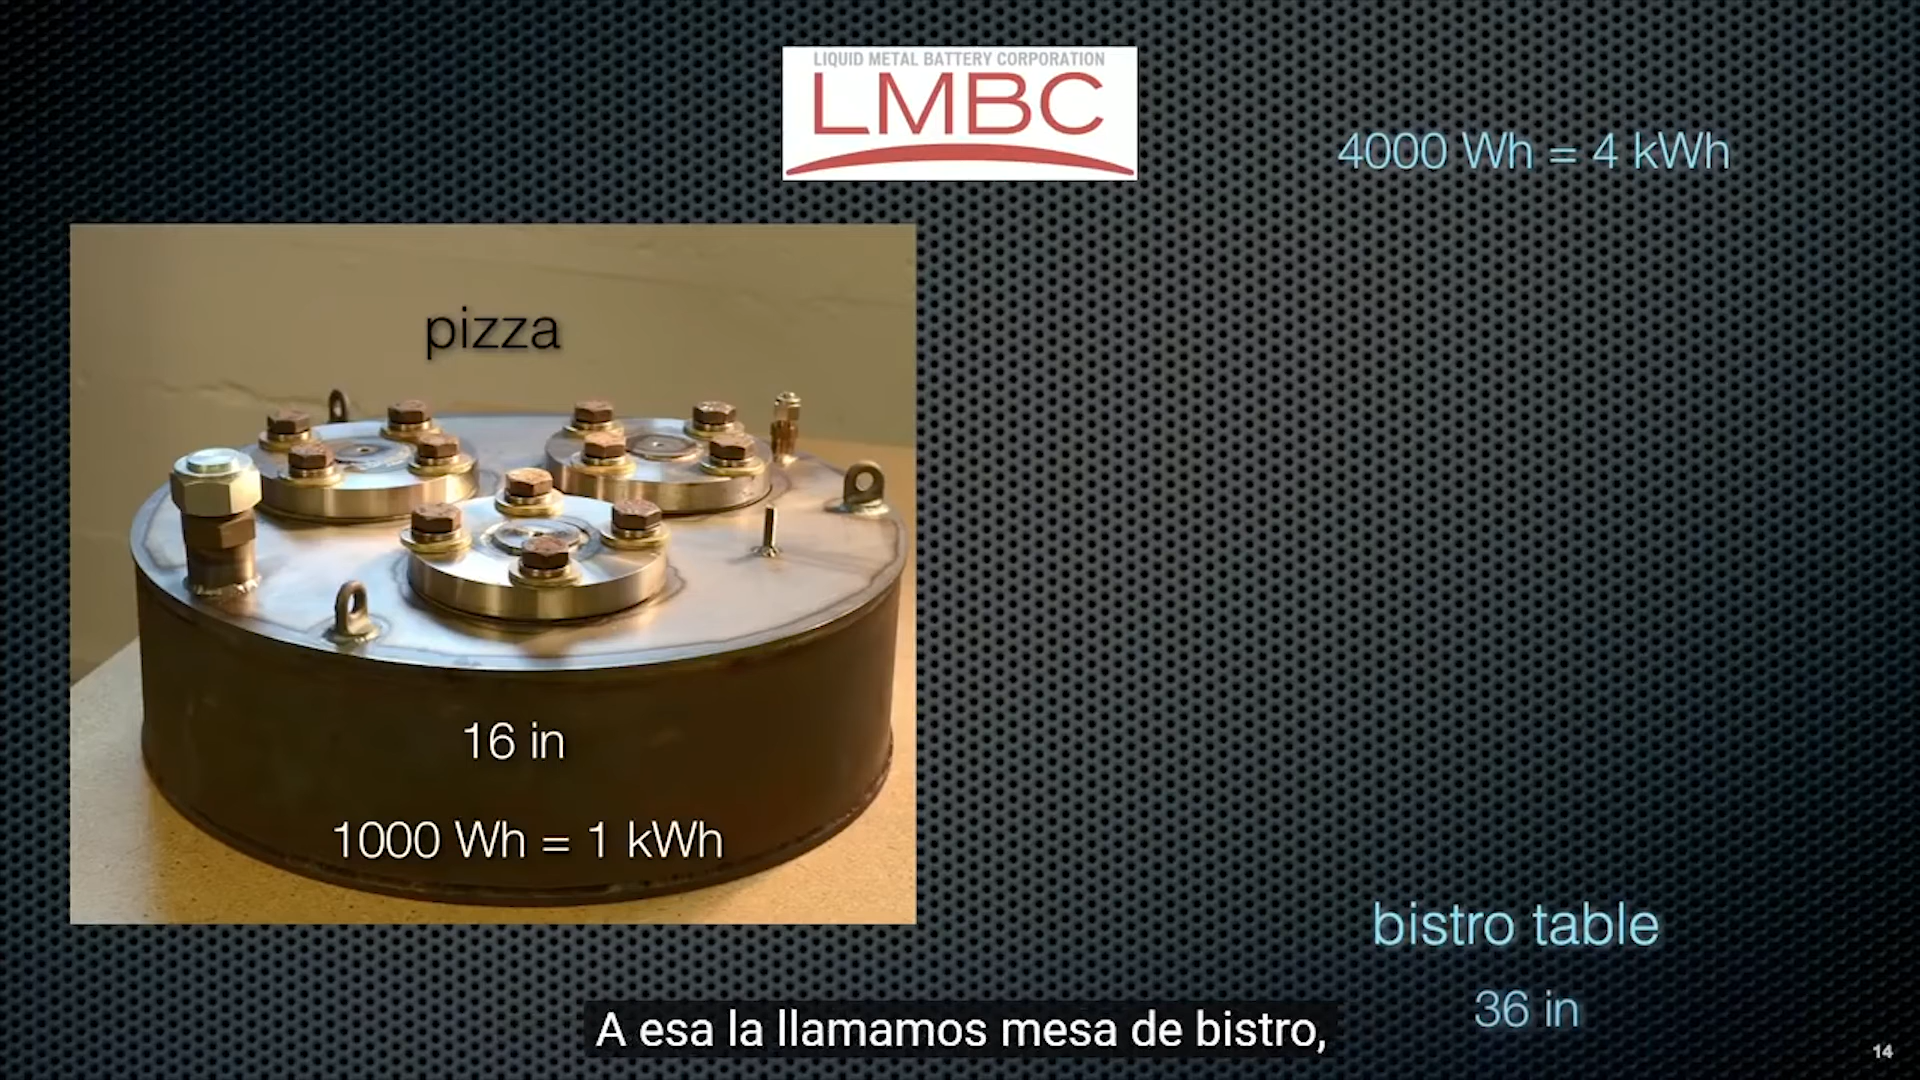 LIQUID METAL BATTERY CORPORATION
LMBC
4000 Wh = 4 kWh
pizza
16 in
1000 Wh = 1 kWh
bistro table
36 in
A esa la llamamos mesa de bistro,
14